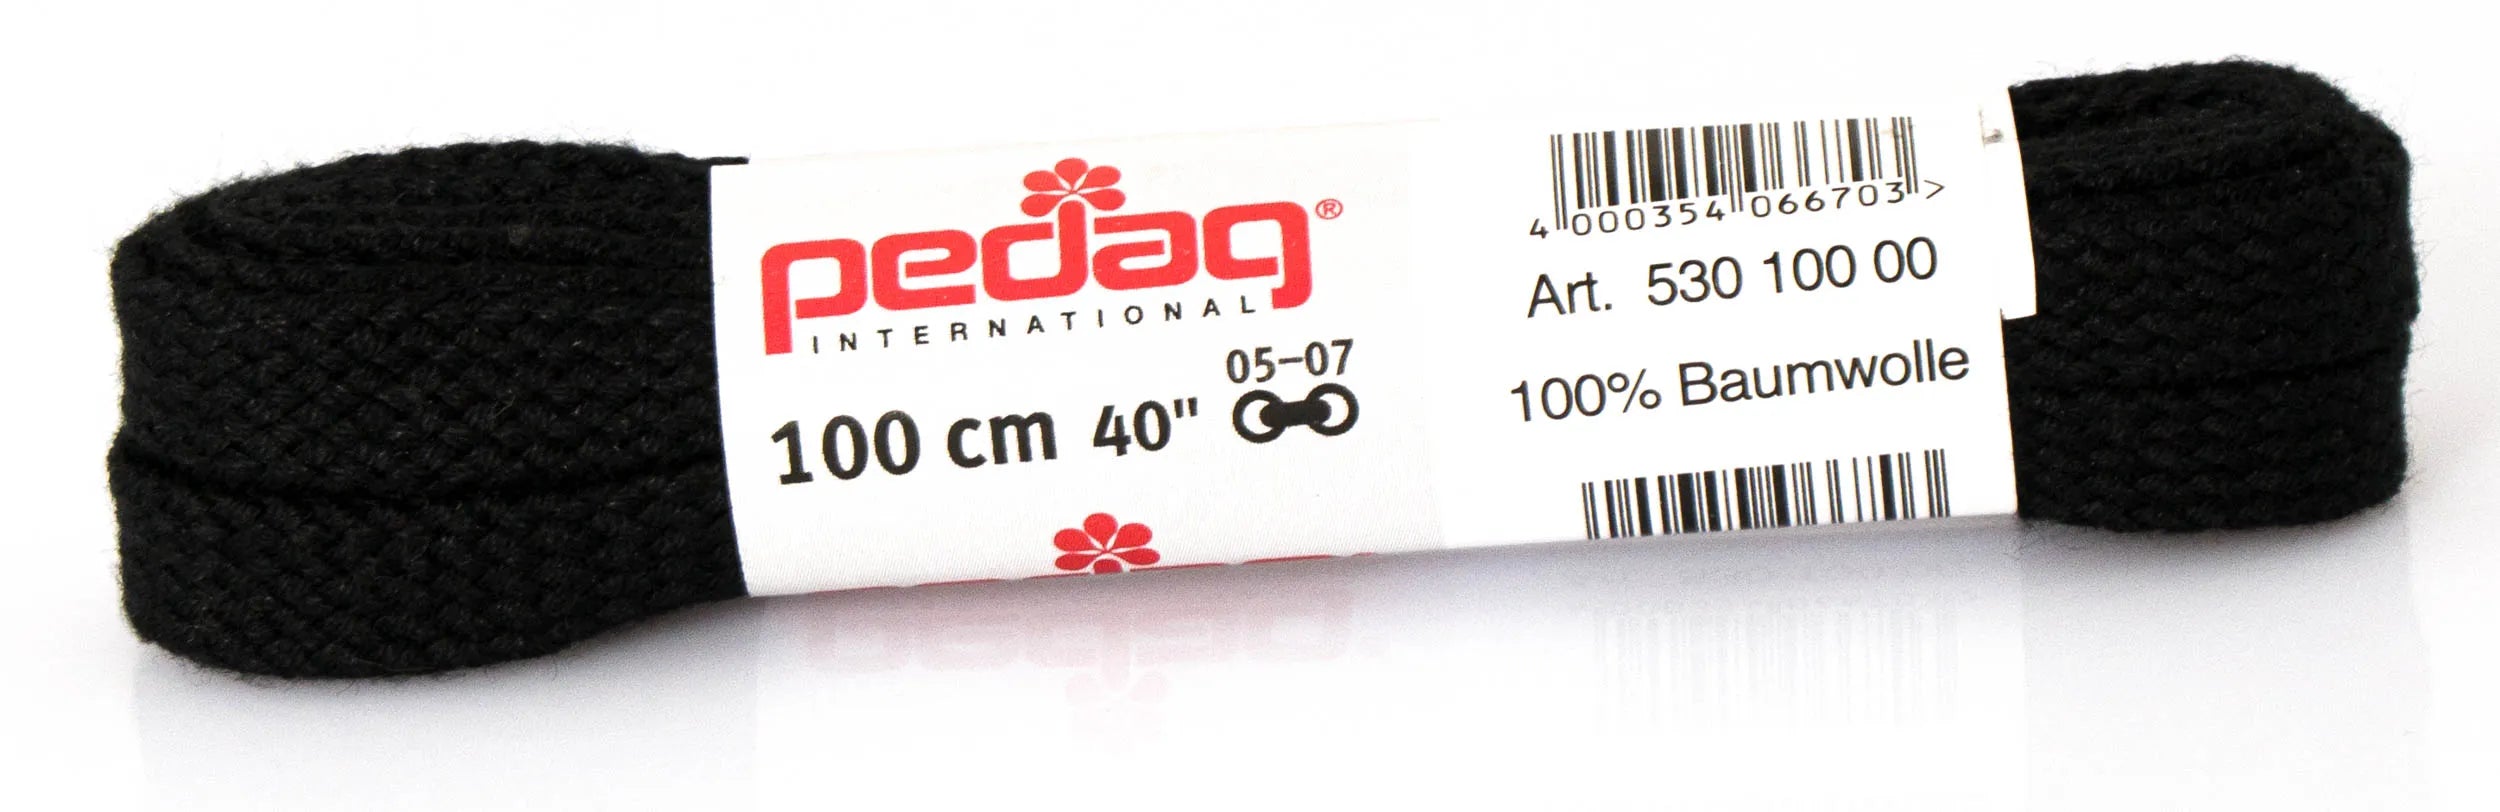 pedag®
INTERNATIONAL
05–07
100 cm 40"
4 000354 066703 >
Art. 530 100 00
100% Baumwolle